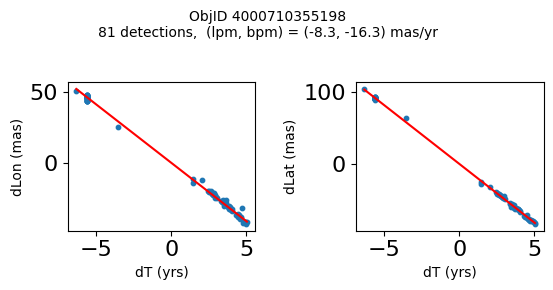 ObjID 4000710355198
81 detections,  (lpm, bpm) = (-8.3, -16.3) mas/yr
50
0
dLon (mas)
−5
0
5
dT (yrs)
100
0
dLat (mas)
−5
0
5
dT (yrs)